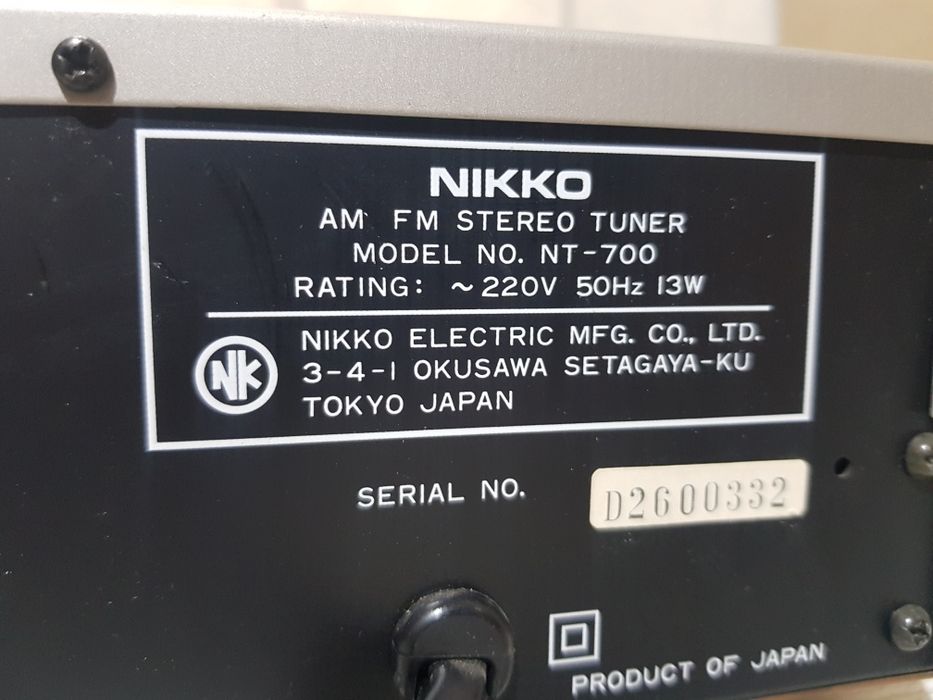 NIKKO
AM FM STEREO TUNER
MODEL NO. NT-700
RATING: ~220V 50Hz 13W
NK
NIKKO ELECTRIC MFG. CO., LTD.
3-4-1 OKUSAWA SETAGAYA-KU
TOKYO JAPAN
SERIAL NO. D2600332
PRODUCT OF JAPAN